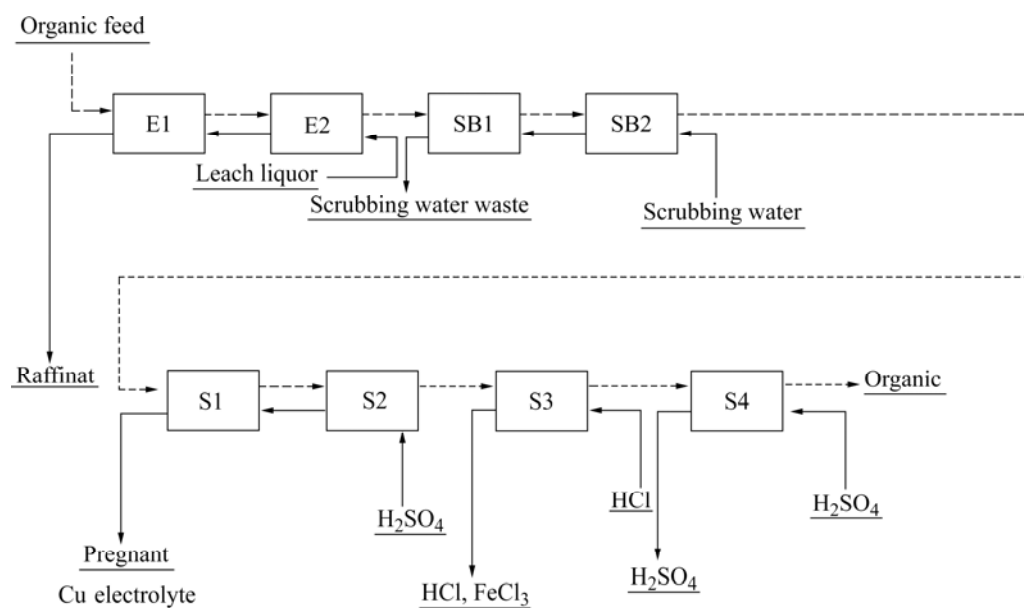 Organic feed
E1
E2
SB1
SB2
Leach liquor
Scrubbing water waste
Scrubbing water
Raffinat
S1
S2
S3
S4
Organic
H₂SO₄
HCl
H₂SO₄
Pregnant
Cu electrolyte
HCl, FeCl₃
H₂SO₄